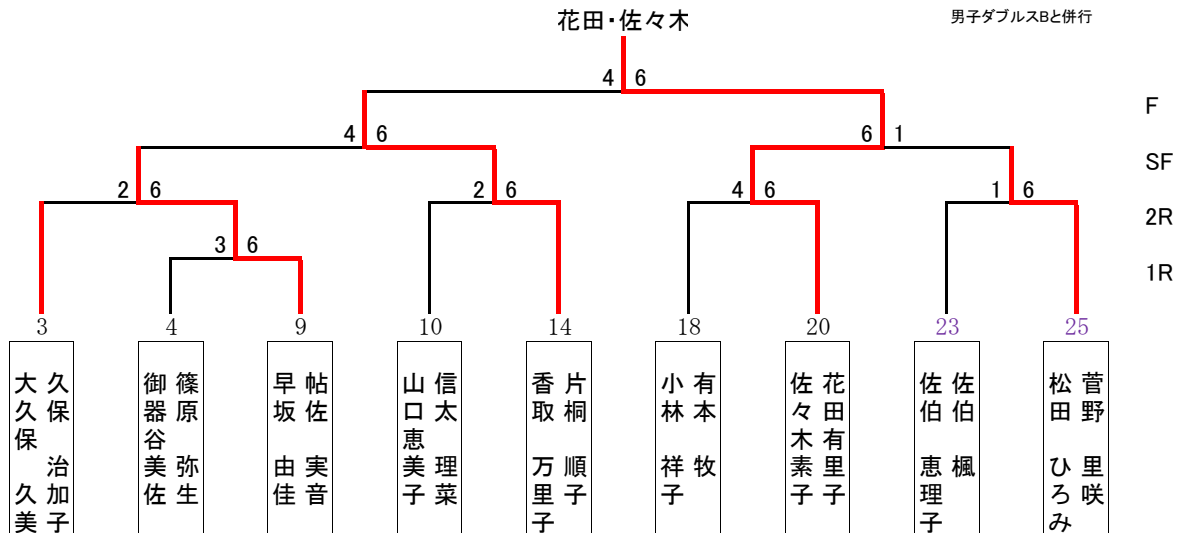 花田・佐々木
男子ダブルスBと併行
4 6
F
4 6
6 1
SF
2 6
2 6
4 6
1 6
2R
3 6
1R
3
4
9
10
14
18
20
23
25
久保 治加子
大久保 久美
篠原 弥生
御器谷美佐
帖佐 実音
早坂 由佳
信太 理菜
山口恵美子
片桐 順子
香取 万里子
有本 牧
小林 祥子
花田有里子
佐々木素子
佐伯 楓
佐伯 恵理子
菅野 里咲
松田 ひろみ